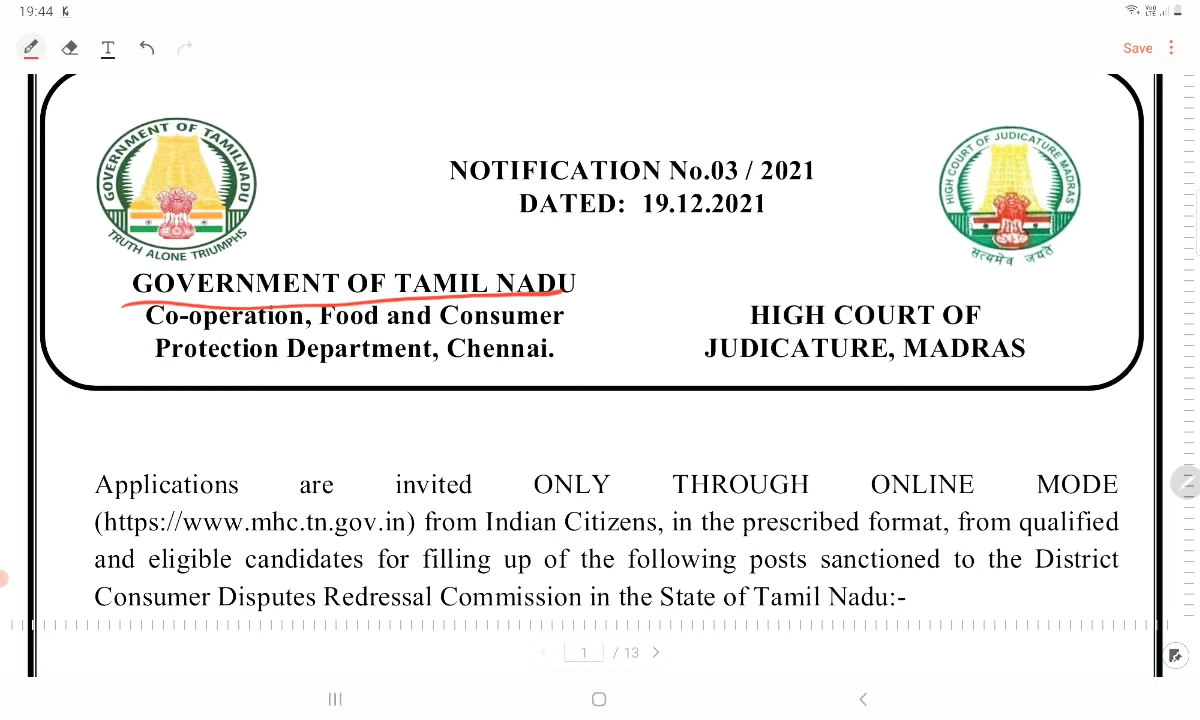 19:44
Save
GOVERNMENT OF TAMILNADU
TRUTH ALONE TRIUMPHS
NOTIFICATION No.03 / 2021
DATED: 19.12.2021
HIGH COURT OF JUDICATURE MADRAS
सत्यमेव जयते
GOVERNMENT OF TAMIL NADU
Co-operation, Food and Consumer
Protection Department, Chennai.
HIGH COURT OF
JUDICATURE, MADRAS
Applications are invited ONLY THROUGH ONLINE MODE
(https://www.mhc.tn.gov.in) from Indian Citizens, in the prescribed format, from qualified
and eligible candidates for filling up of the following posts sanctioned to the District
Consumer Disputes Redressal Commission in the State of Tamil Nadu:-
1 / 13